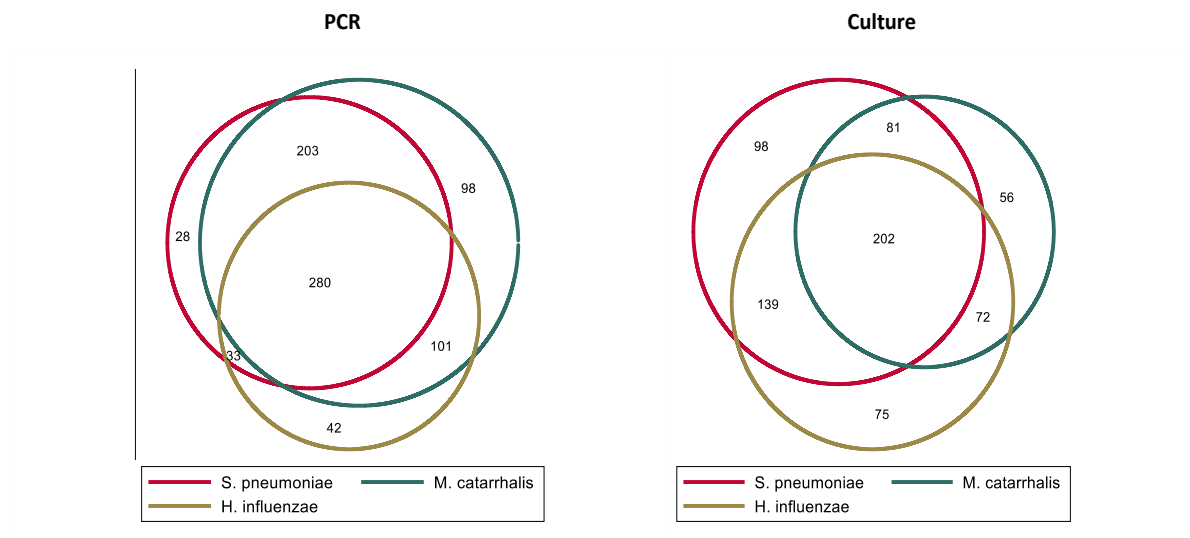 PCR
Culture
203
98
28
280
33
101
42
81
98
56
202
139
72
75
S. pneumoniae
M. catarrhalis
H. influenzae
S. pneumoniae
M. catarrhalis
H. influenzae